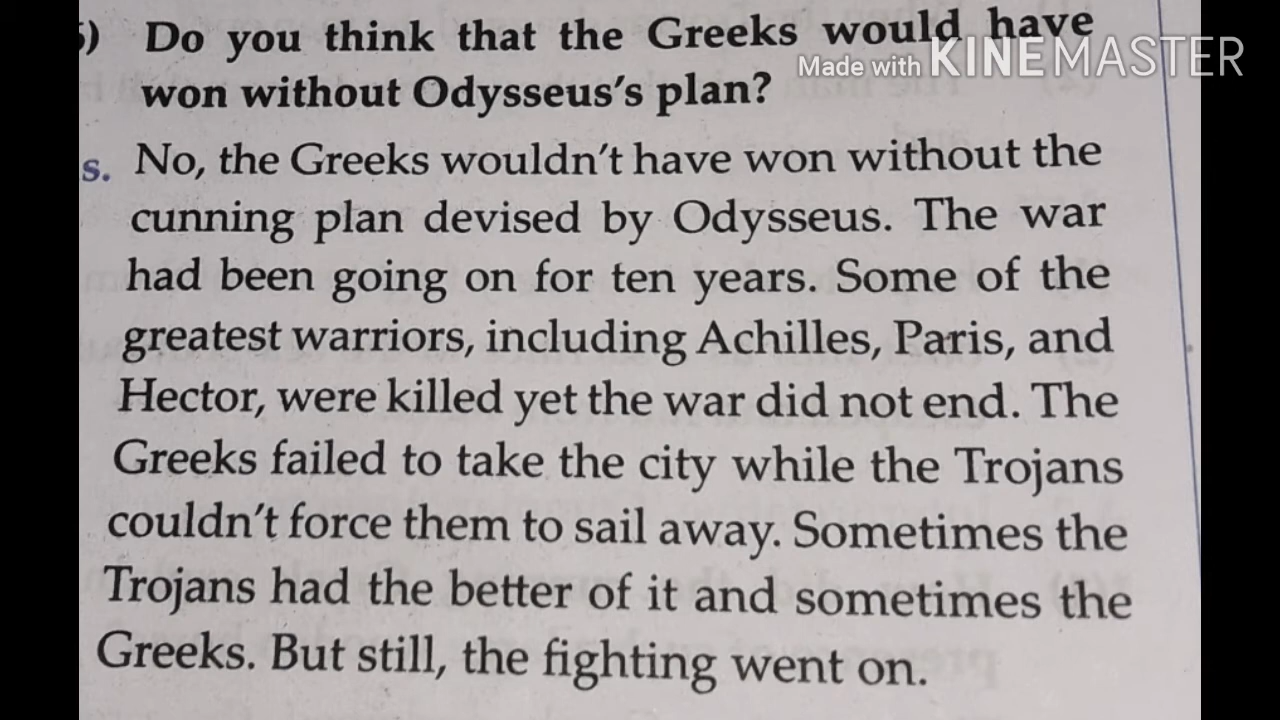 5) Do you think that the Greeks would have
Made with KINEMASTER
won without Odysseus's plan?
s. No, the Greeks wouldn't have won without the
cunning plan devised by Odysseus. The war
had been going on for ten years. Some of the
greatest warriors, including Achilles, Paris, and
Hector, were killed yet the war did not end. The
Greeks failed to take the city while the Trojans
couldn't force them to sail away. Sometimes the
Trojans had the better of it and sometimes the
Greeks. But still, the fighting went on.